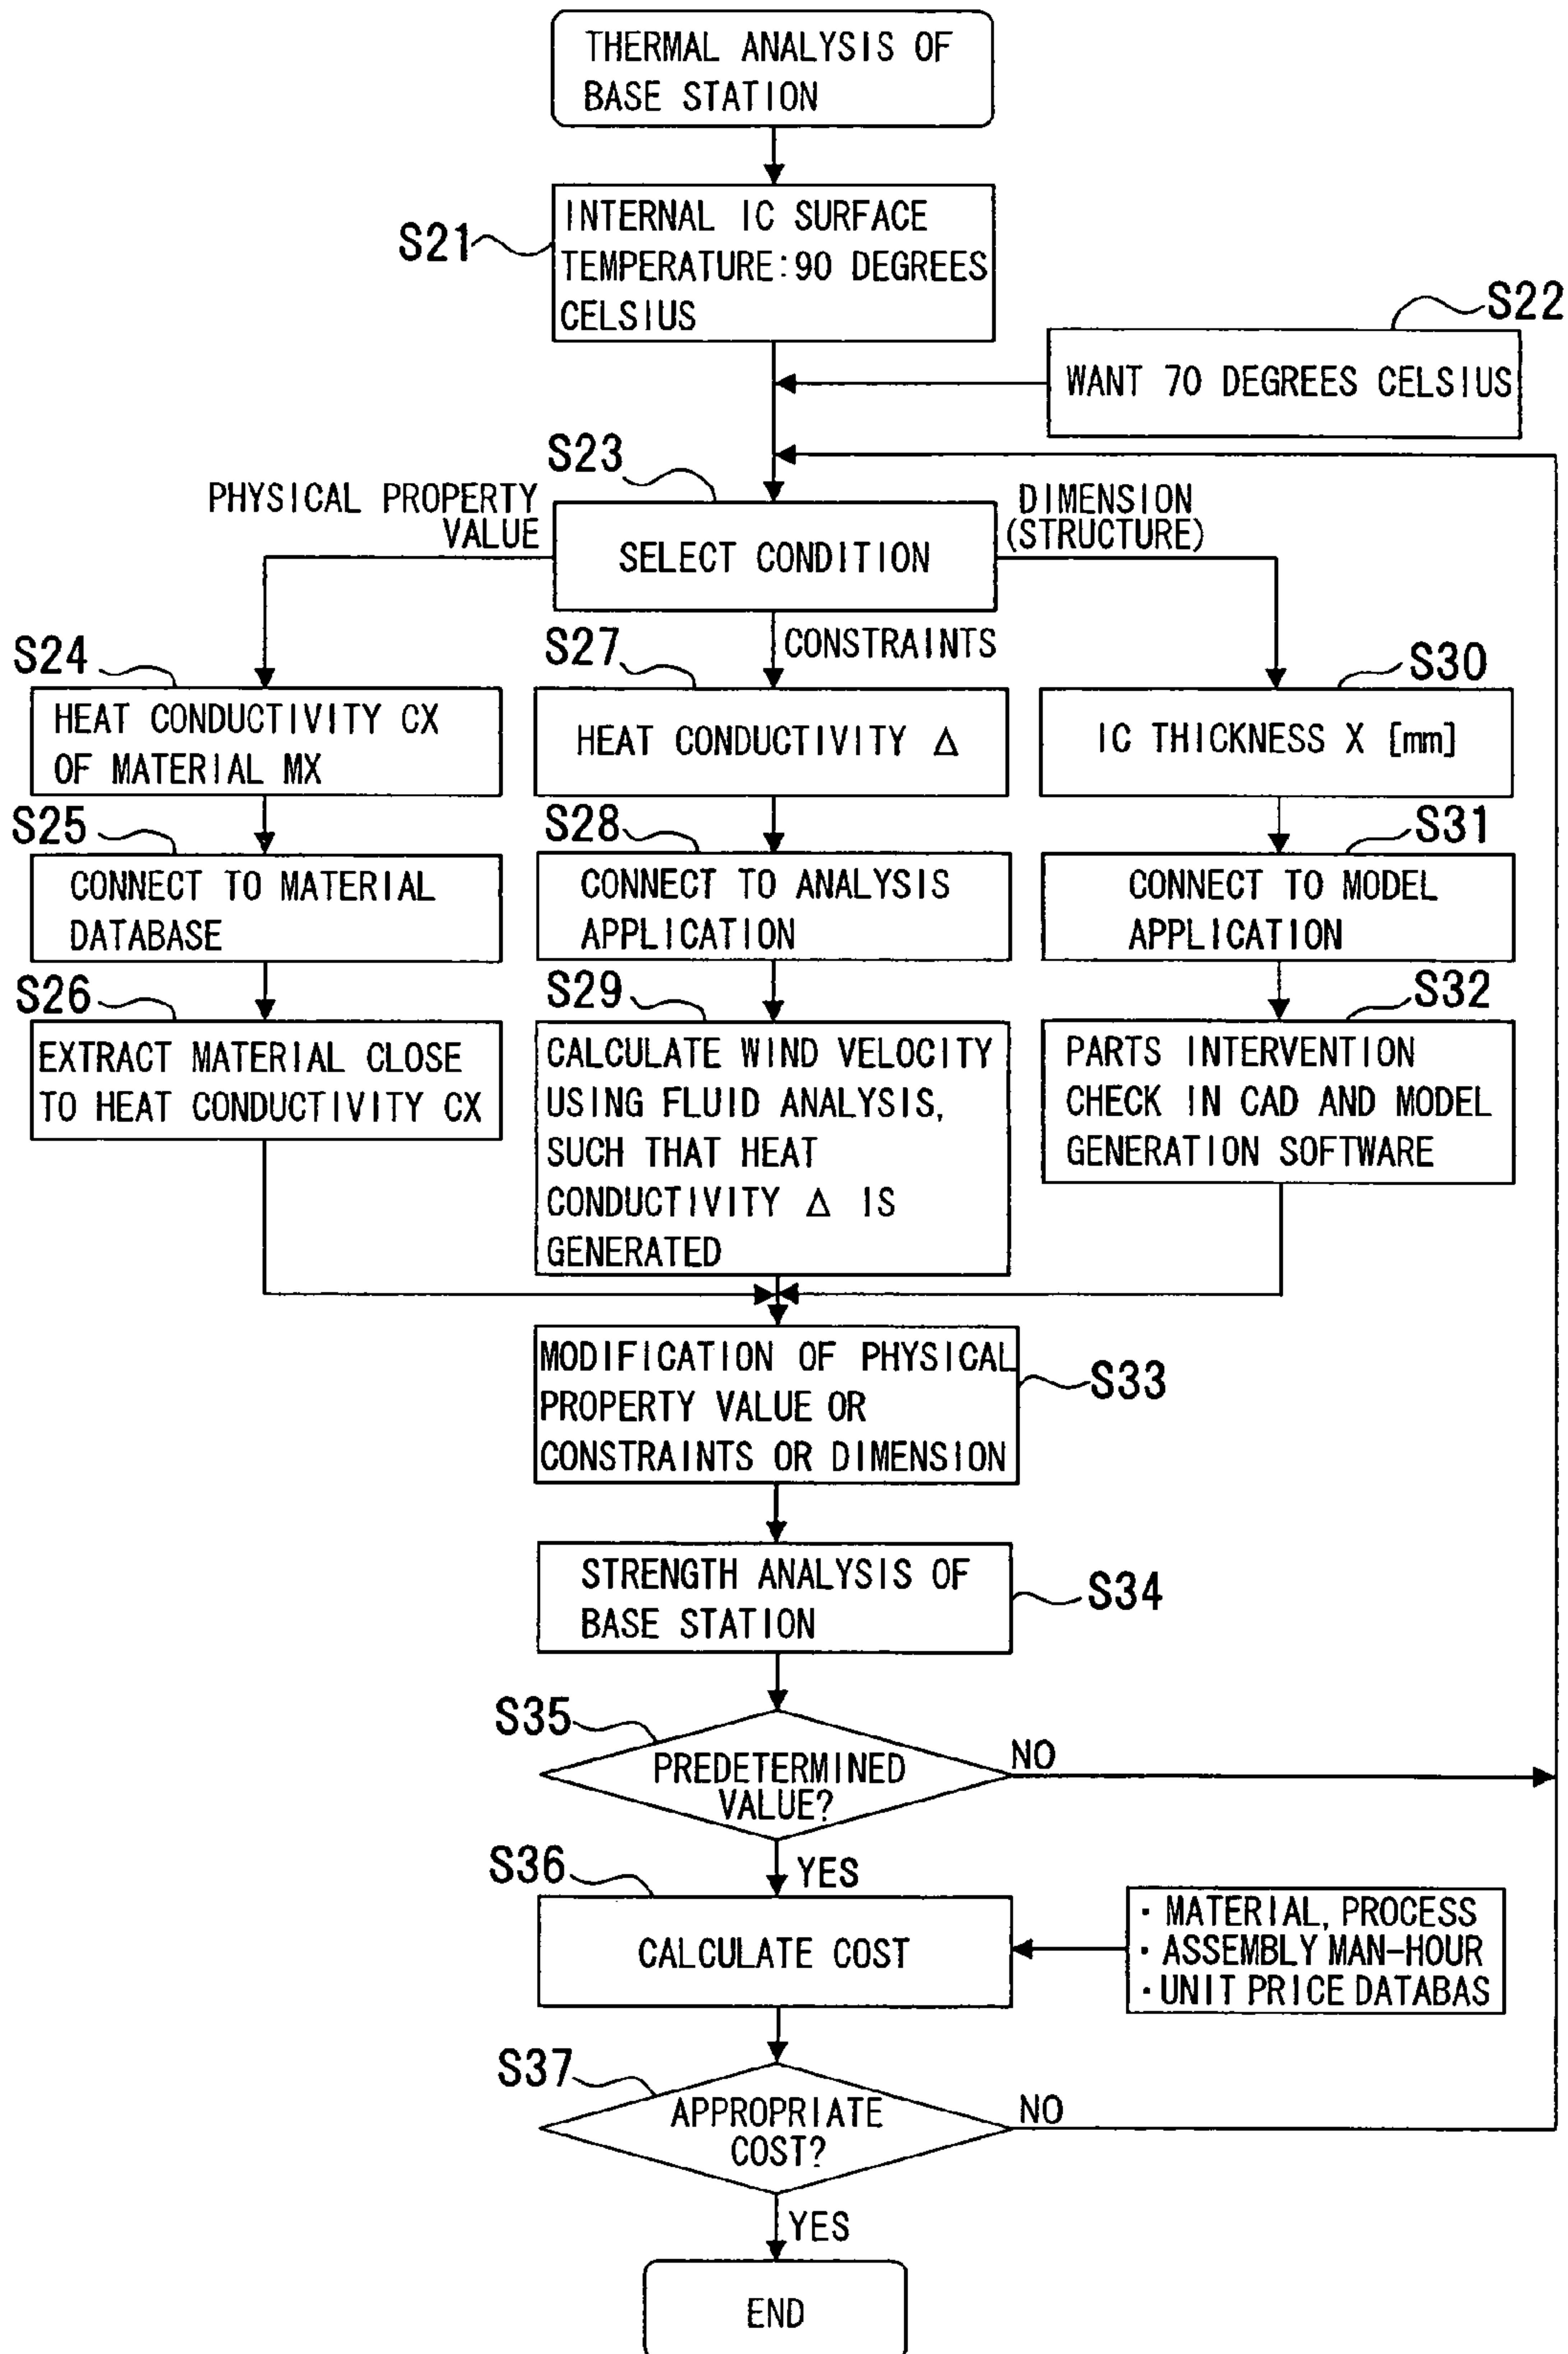 THERMAL ANALYSIS OF
BASE STATION
S21
INTERNAL IC SURFACE
TEMPERATURE:90 DEGREES
CELSIUS
S22
WANT 70 DEGREES CELSIUS
S23
PHYSICAL PROPERTY
VALUE
SELECT CONDITION
DIMENSION
(STRUCTURE)
CONSTRAINTS
S24
HEAT CONDUCTIVITY CX
OF MATERIAL MX
S25
CONNECT TO MATERIAL
DATABASE
S26
EXTRACT MATERIAL CLOSE
TO HEAT CONDUCTIVITY CX
S27
HEAT CONDUCTIVITY Δ
S28
CONNECT TO ANALYSIS
APPLICATION
S29
CALCULATE WIND VELOCITY
USING FLUID ANALYSIS,
SUCH THAT HEAT
CONDUCTIVITY Δ IS
GENERATED
S30
IC THICKNESS X [mm]
S31
CONNECT TO MODEL
APPLICATION
S32
PARTS INTERVENTION
CHECK IN CAD AND MODEL
GENERATION SOFTWARE
MODIFICATION OF PHYSICAL
PROPERTY VALUE OR
CONSTRAINTS OR DIMENSION
S33
STRENGTH ANALYSIS OF
BASE STATION
S34
S35
PREDETERMINED
VALUE?
NO
YES
S36
CALCULATE COST
・MATERIAL, PROCESS
・ASSEMBLY MAN-HOUR
・UNIT PRICE DATABAS
S37
APPROPRIATE
COST?
NO
YES
END